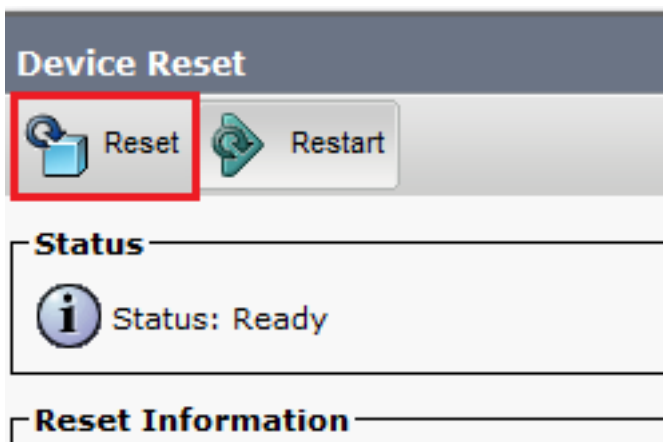 Device Reset
Reset Restart
Status
Status: Ready
Reset Information